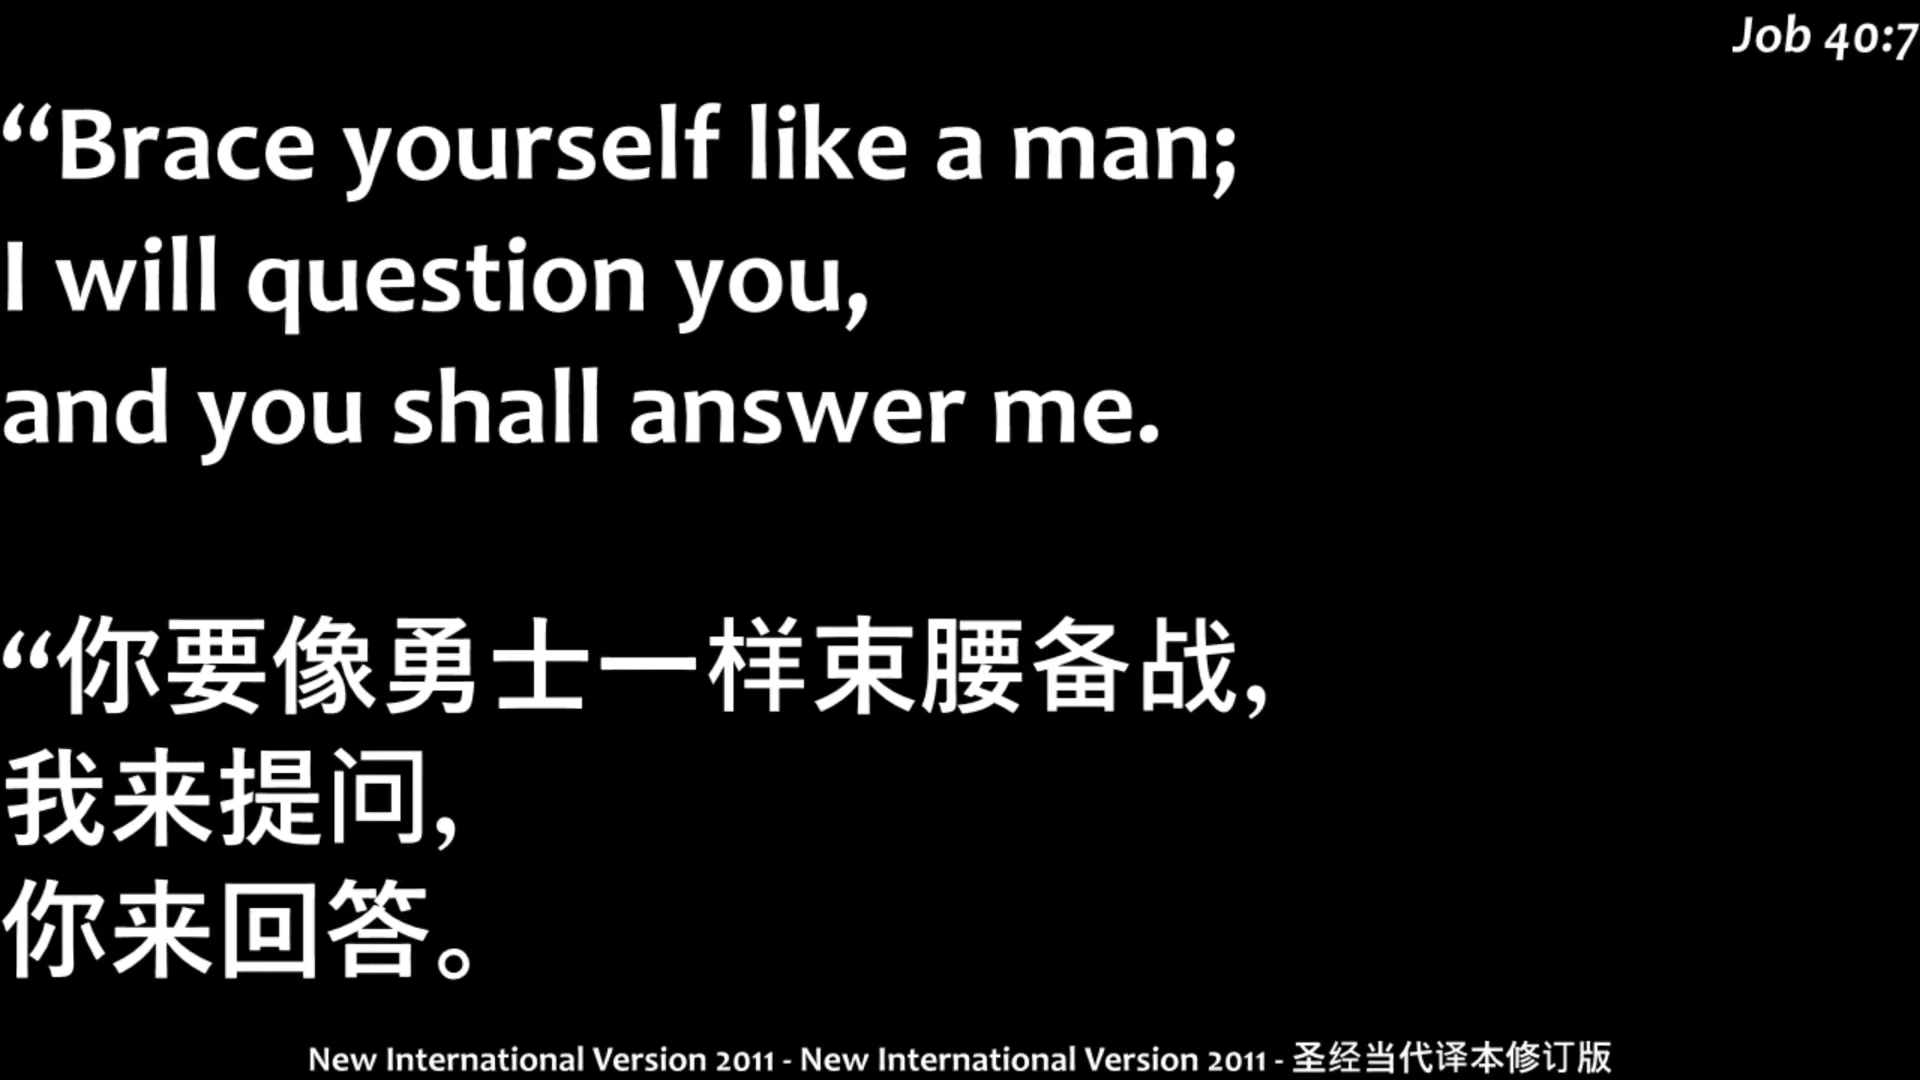 Job 40:7
“Brace yourself like a man;
I will question you,
and you shall answer me.
“你要像勇士一样束腰备战,
我来提问,
你来回答。
New International Version 2011 - New International Version 2011 - 圣经当代译本修订版